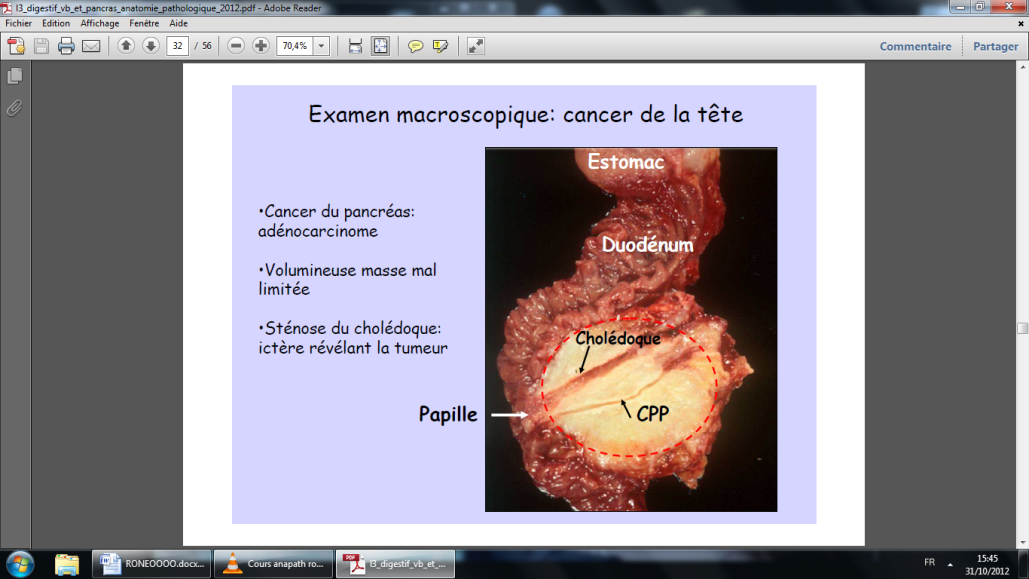 l3_digestif_vb_et_pancras_anatomie_pathologique_2012.pdf - Adobe Reader
Fichier Edition Affichage Fenêtre Aide
32 / 56 70,4% Commentaire Partager
Examen macroscopique: cancer de la tête
•Cancer du pancréas:
adénocarcinome
•Volumineuse masse mal
limitée
•Sténose du cholédoque:
ictère révélant la tumeur
Estomac
Duodénum
Cholédoque
Papille
CPP
RONEOOOO.docx...
Cours anapath ro...
l3_digestif_vb_et_...
FR
15:45
31/10/2012